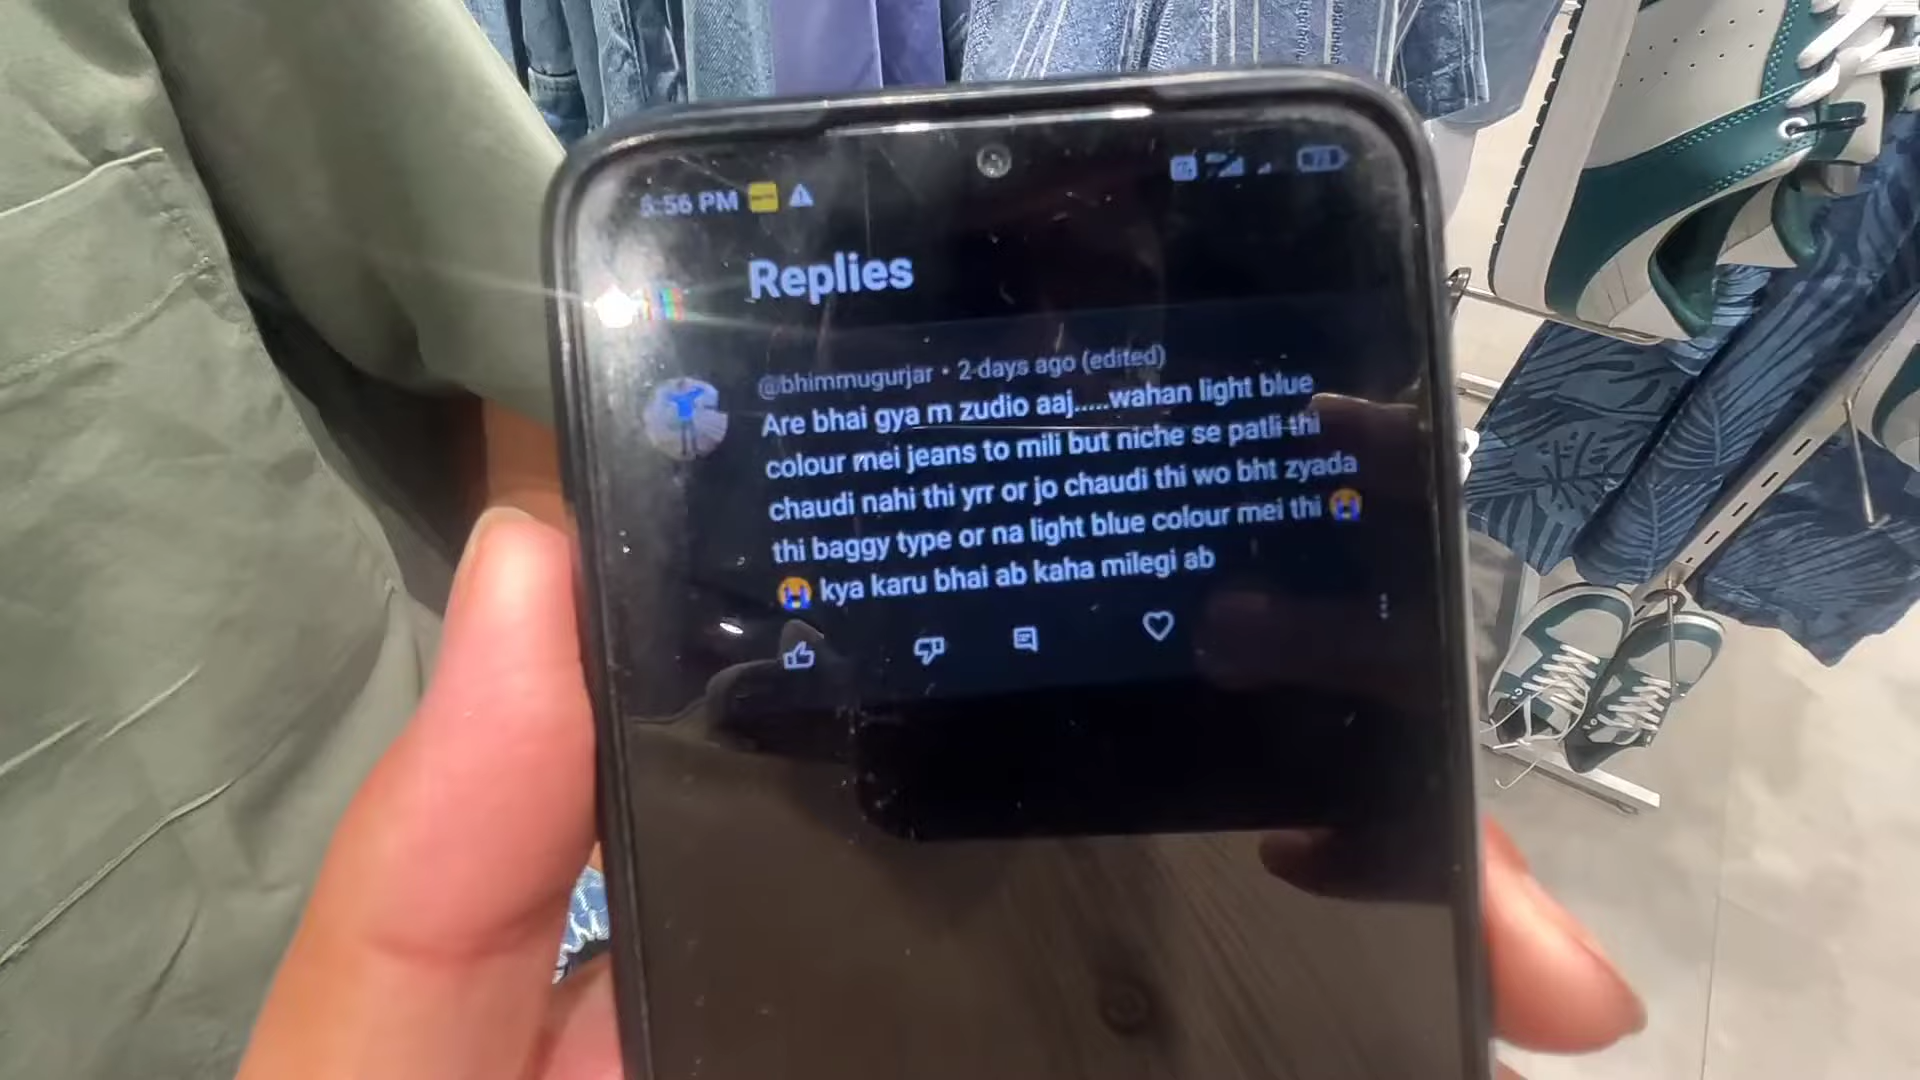 5:56 PM
Replies
@bhimmugurjar • 2 days ago (edited)
Are bhai gya m zudio aaj.....wahan light blue
colour mei jeans to mili but niche se patli thi
chaudi nahi thi yrr or jo chaudi thi wo bht zyada
thi baggy type or na light blue colour mei thi 😭
😭 kya karu bhai ab kaha milegi ab